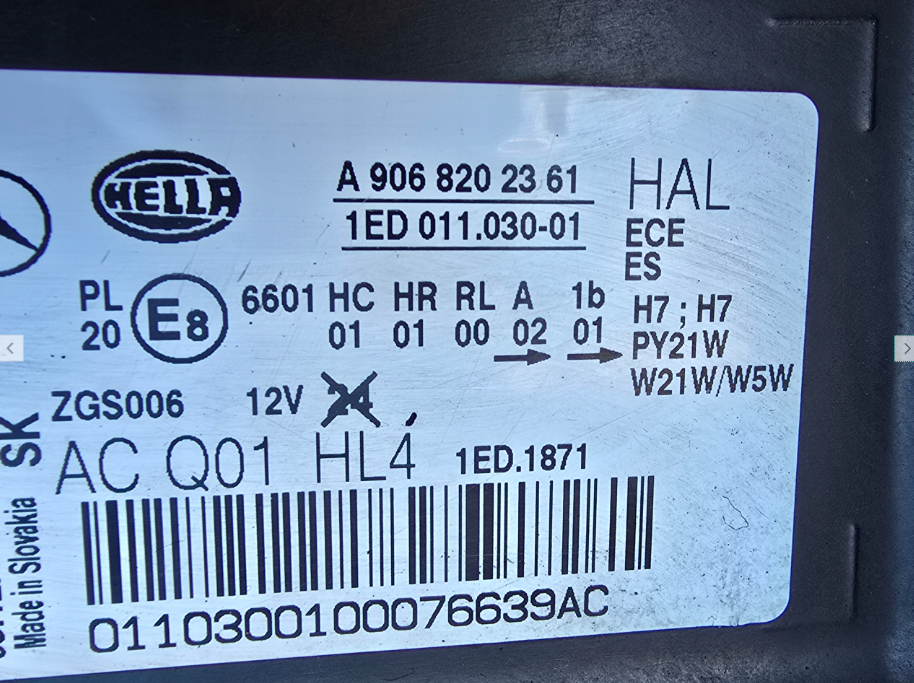 HELLA
A 906 820 23 61
1ED 011.030-01
HAL
ECE
ES
PL
20
E8
6601 HC HR RL A 1b
01 01 00 02 01
H7 ; H7
PY21W
W21W/W5W
ZGS006 12V 24
AC Q01 HL4 1ED.1871
0110300100076639AC
SK
Made in Slovakia